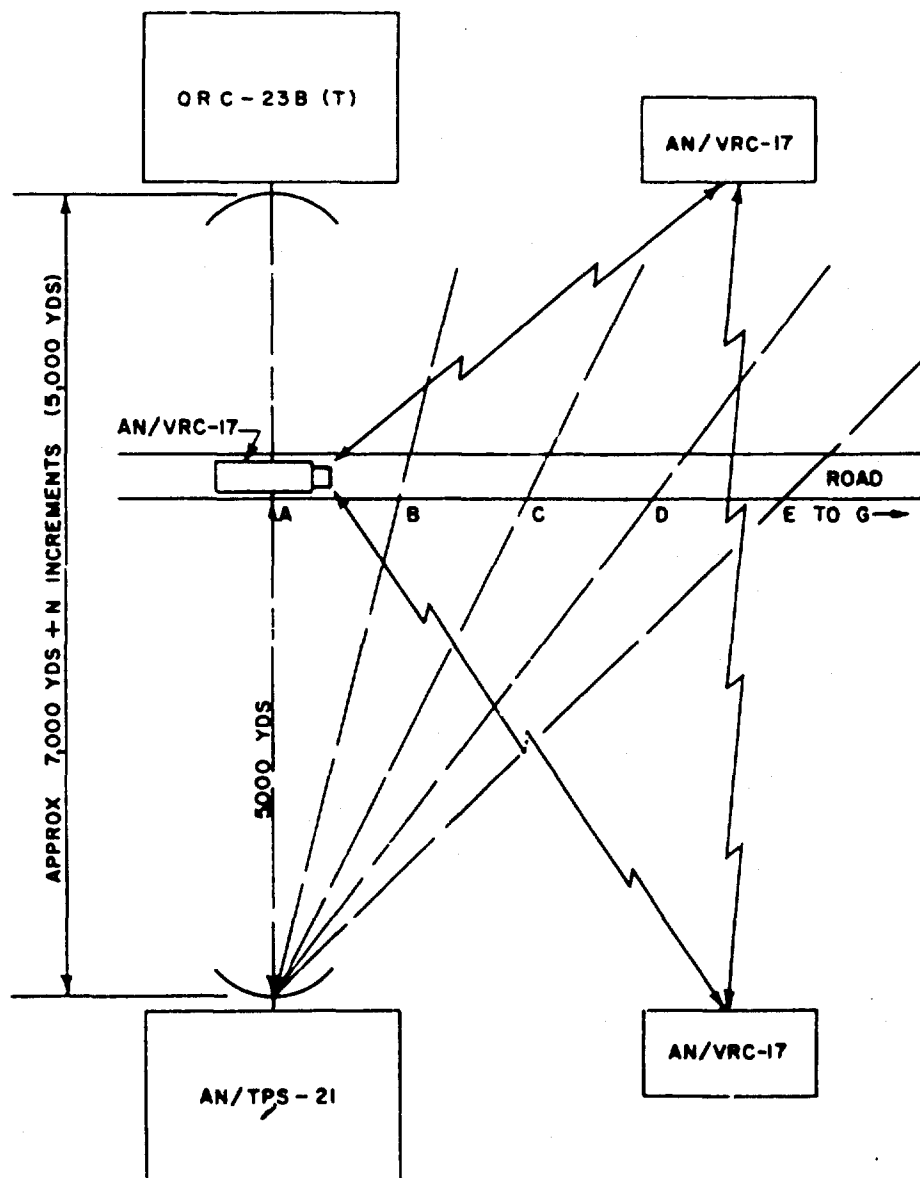 QRC-23B (T)
AN/VRC-17
APPROX 7,000 YDS + N INCREMENTS (5,000 YDS)
AN/VRC-17
ROAD
A
B
C
D
E TO G
5000 YDS
AN/TPS-21
AN/VRC-17